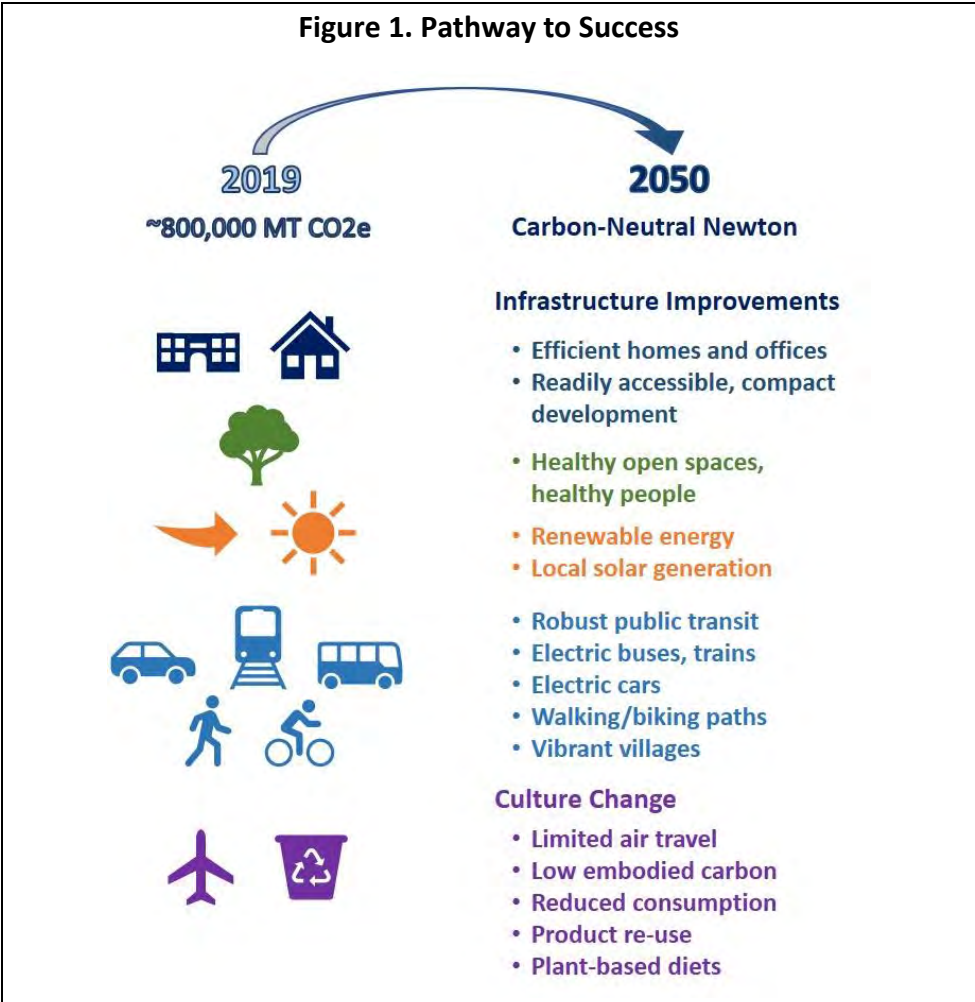 Figure 1. Pathway to Success
2019
2050
~800,000 MT CO2e
Carbon-Neutral Newton
Infrastructure Improvements
• Efficient homes and offices
• Readily accessible, compact
development
• Healthy open spaces,
healthy people
• Renewable energy
• Local solar generation
• Robust public transit
• Electric buses, trains
• Electric cars
• Walking/biking paths
• Vibrant villages
Culture Change
• Limited air travel
• Low embodied carbon
• Reduced consumption
• Product re-use
• Plant-based diets